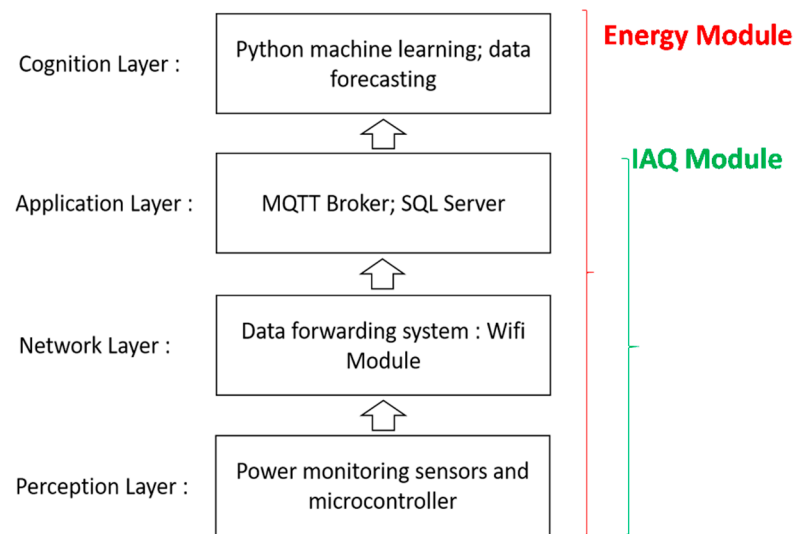 Energy Module
Cognition Layer :
Python machine learning; data
forecasting
IAQ Module
Application Layer :
MQTT Broker; SQL Server
Network Layer :
Data forwarding system : Wifi
Module
Perception Layer :
Power monitoring sensors and
microcontroller